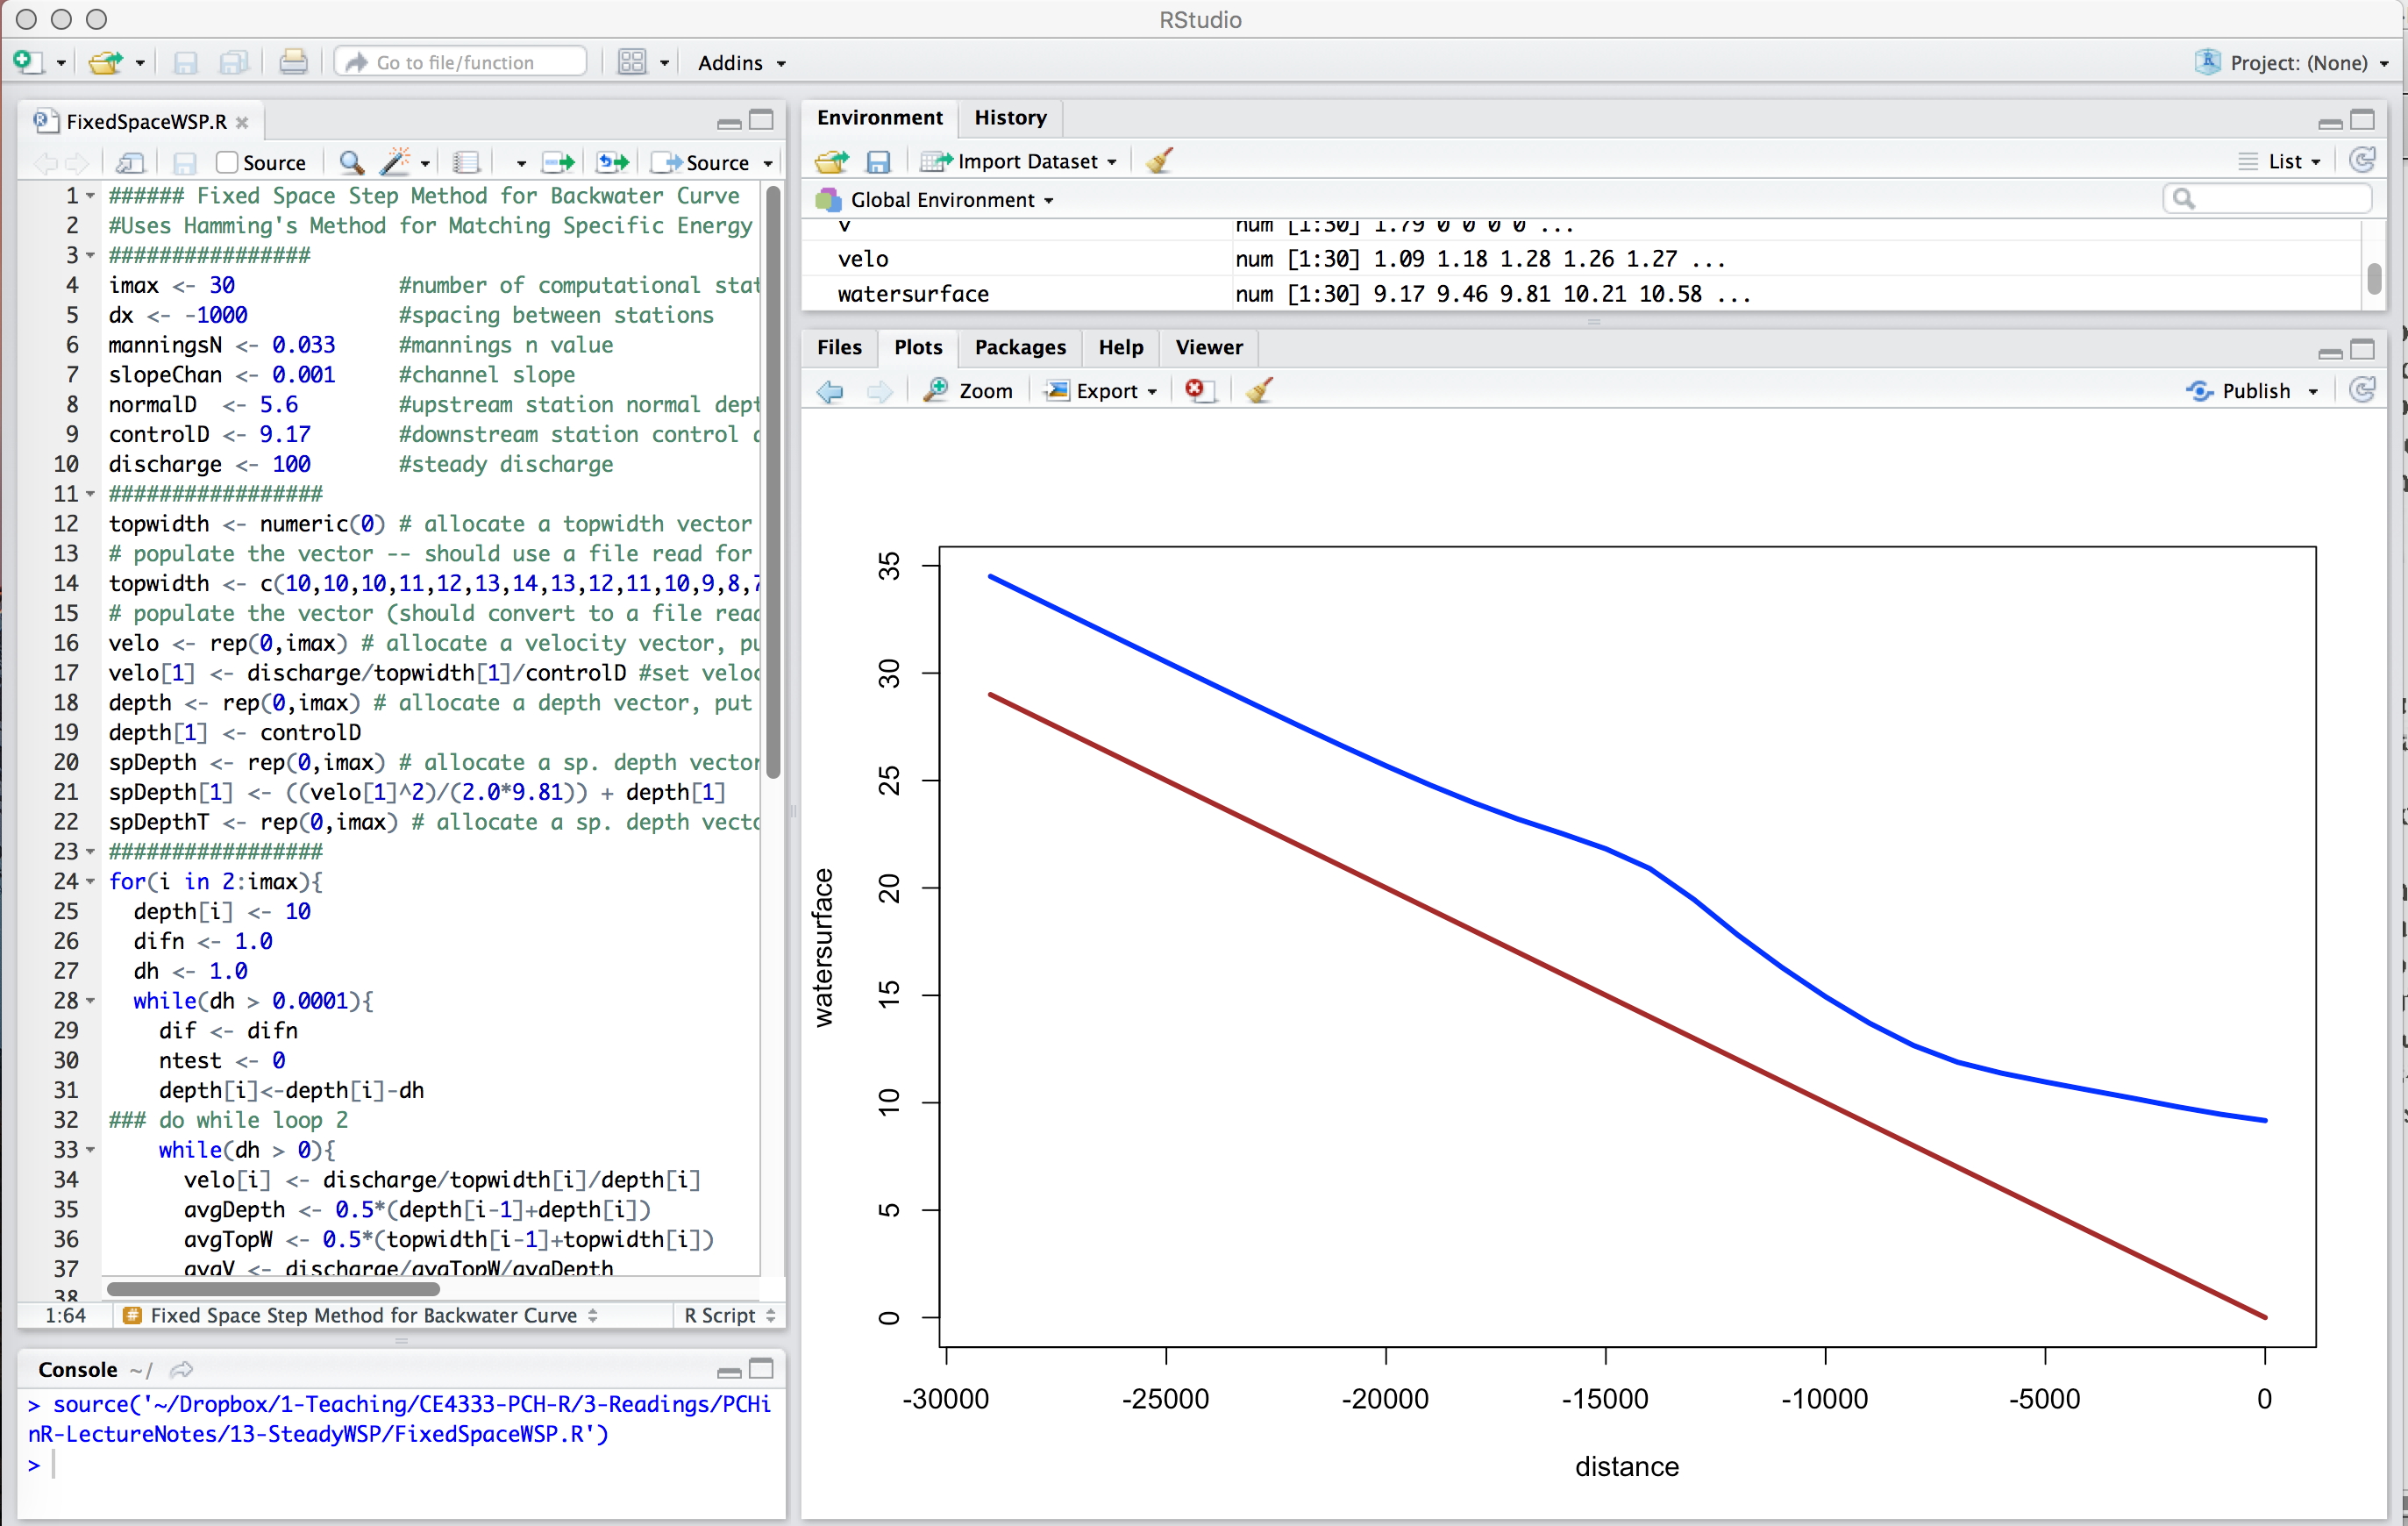 RStudio
Go to file/function
Addins
Project: (None)
FixedSpaceWSP.R
Source
Source
1 ###### Fixed Space Step Method for Backwater Curve
2 #Uses Hamming's Method for Matching Specific Energy
3 ################
4 imax <- 30 #number of computational stat
5 dx <- -1000 #spacing between stations
6 manningsN <- 0.033 #mannings n value
7 slopeChan <- 0.001 #channel slope
8 normalD <- 5.6 #upstream station normal dept
9 controlD <- 9.17 #downstream station control
10 discharge <- 100 #steady discharge
11 #################
12 topwidth <- numeric(0) # allocate a topwidth vector
13 # populate the vector -- should use a file read for
14 topwidth <- c(10,10,10,11,12,13,14,13,12,11,10,9,8,7
15 # populate the vector (should convert to a file read
16 velo <- rep(0,imax) # allocate a velocity vector, pu
17 velo[1] <- discharge/topwidth[1]/controlD #set veloc
18 depth <- rep(0,imax) # allocate a depth vector, put
19 depth[1] <- controlD
20 spDepth <- rep(0,imax) # allocate a sp. depth vector
21 spDepth[1] <- ((velo[1]^2)/(2.0*9.81)) + depth[1]
22 spDepthT <- rep(0,imax) # allocate a sp. depth vecto
23 #################
24 for(i in 2:imax){
25 depth[i] <- 10
26 difn <- 1.0
27 dh <- 1.0
28 while(dh > 0.0001){
29 dif <- difn
30 ntest <- 0
31 depth[i]<-depth[i]-dh
32 ### do while loop 2
33 while(dh > 0){
34 velo[i] <- discharge/topwidth[i]/depth[i]
35 avgDepth <- 0.5*(depth[i-1]+depth[i])
36 avgTopW <- 0.5*(topwidth[i-1]+topwidth[i])
37 avgV <- discharge/avgTopW/avgDepth
38
1:64 # Fixed Space Step Method for Backwater Curve R Script
Console ~/
> source('~/Dropbox/1-Teaching/CE4333-PCH-R/3-Readings/PCHi
nR-LectureNotes/13-SteadyWSP/FixedSpaceWSP.R')
>
Environment History
Import Dataset List
Global Environment
v num [1:30] 1.79 0 0 0 0 ...
velo num [1:30] 1.09 1.18 1.28 1.26 1.27 ...
watersurface num [1:30] 9.17 9.46 9.81 10.21 10.58 ...
Files Plots Packages Help Viewer
Zoom Export Publish
35
30
25
20
15
10
5
0
watersurface
-30000 -25000 -20000 -15000 -10000 -5000 0
distance